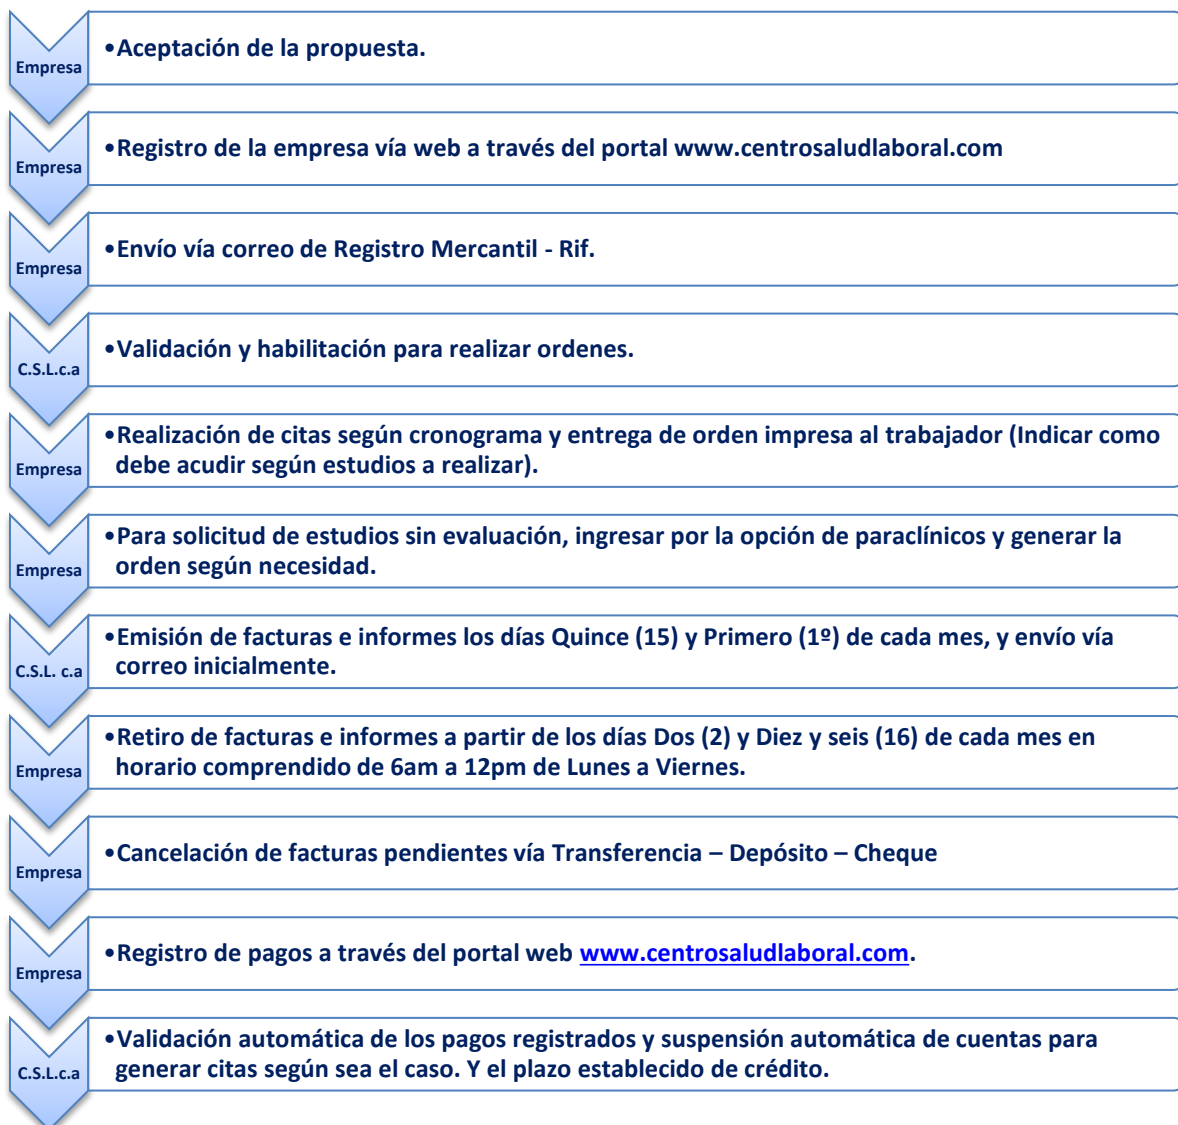 Empresa
•Aceptación de la propuesta.
Empresa
•Registro de la empresa vía web a través del portal www.centrosaludlaboral.com
Empresa
•Envío vía correo de Registro Mercantil - Rif.
C.S.L.c.a
•Validación y habilitación para realizar ordenes.
Empresa
•Realización de citas según cronograma y entrega de orden impresa al trabajador (Indicar como
debe acudir según estudios a realizar).
Empresa
•Para solicitud de estudios sin evaluación, ingresar por la opción de paraclínicos y generar la
orden según necesidad.
C.S.L. c.a
•Emisión de facturas e informes los días Quince (15) y Primero (1º) de cada mes, y envío vía
correo inicialmente.
Empresa
•Retiro de facturas e informes a partir de los días Dos (2) y Diez y seis (16) de cada mes en
horario comprendido de 6am a 12pm de Lunes a Viernes.
Empresa
•Cancelación de facturas pendientes vía Transferencia – Depósito – Cheque
Empresa
•Registro de pagos a través del portal web www.centrosaludlaboral.com.
C.S.L.c.a
•Validación automática de los pagos registrados y suspensión automática de cuentas para
generar citas según sea el caso. Y el plazo establecido de crédito.